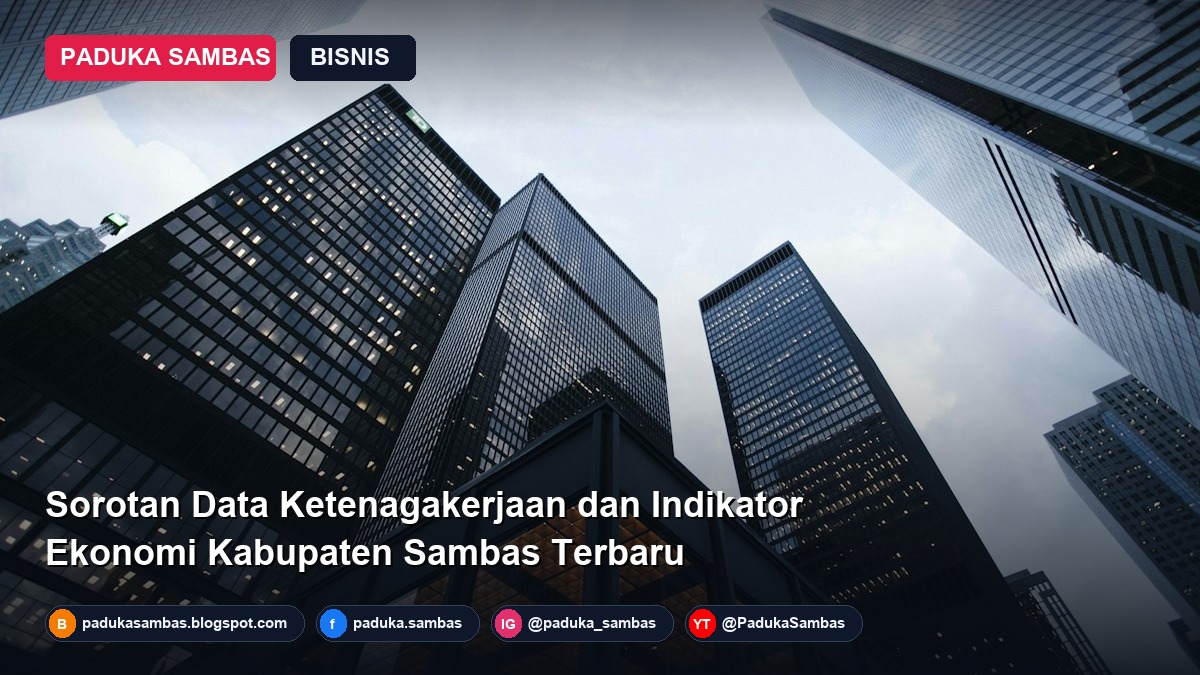 PADUKA SAMBAS
BISNIS
Sorotan Data Ketenagakerjaan dan Indikator
Ekonomi Kabupaten Sambas Terbaru
B padukasambas.blogspot.com
f paduka.sambas
IG @paduka_sambas
YT @PadukaSambas